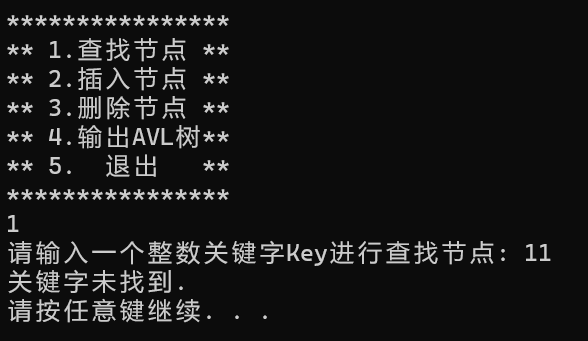 ****************
** 1.查找节点 **
** 2.插入节点 **
** 3.删除节点 **
** 4.输出AVL树**
** 5.  退出   **
****************
1
请输入一个整数关键字Key进行查找节点: 11
关键字未找到.
请按任意键继续. . .